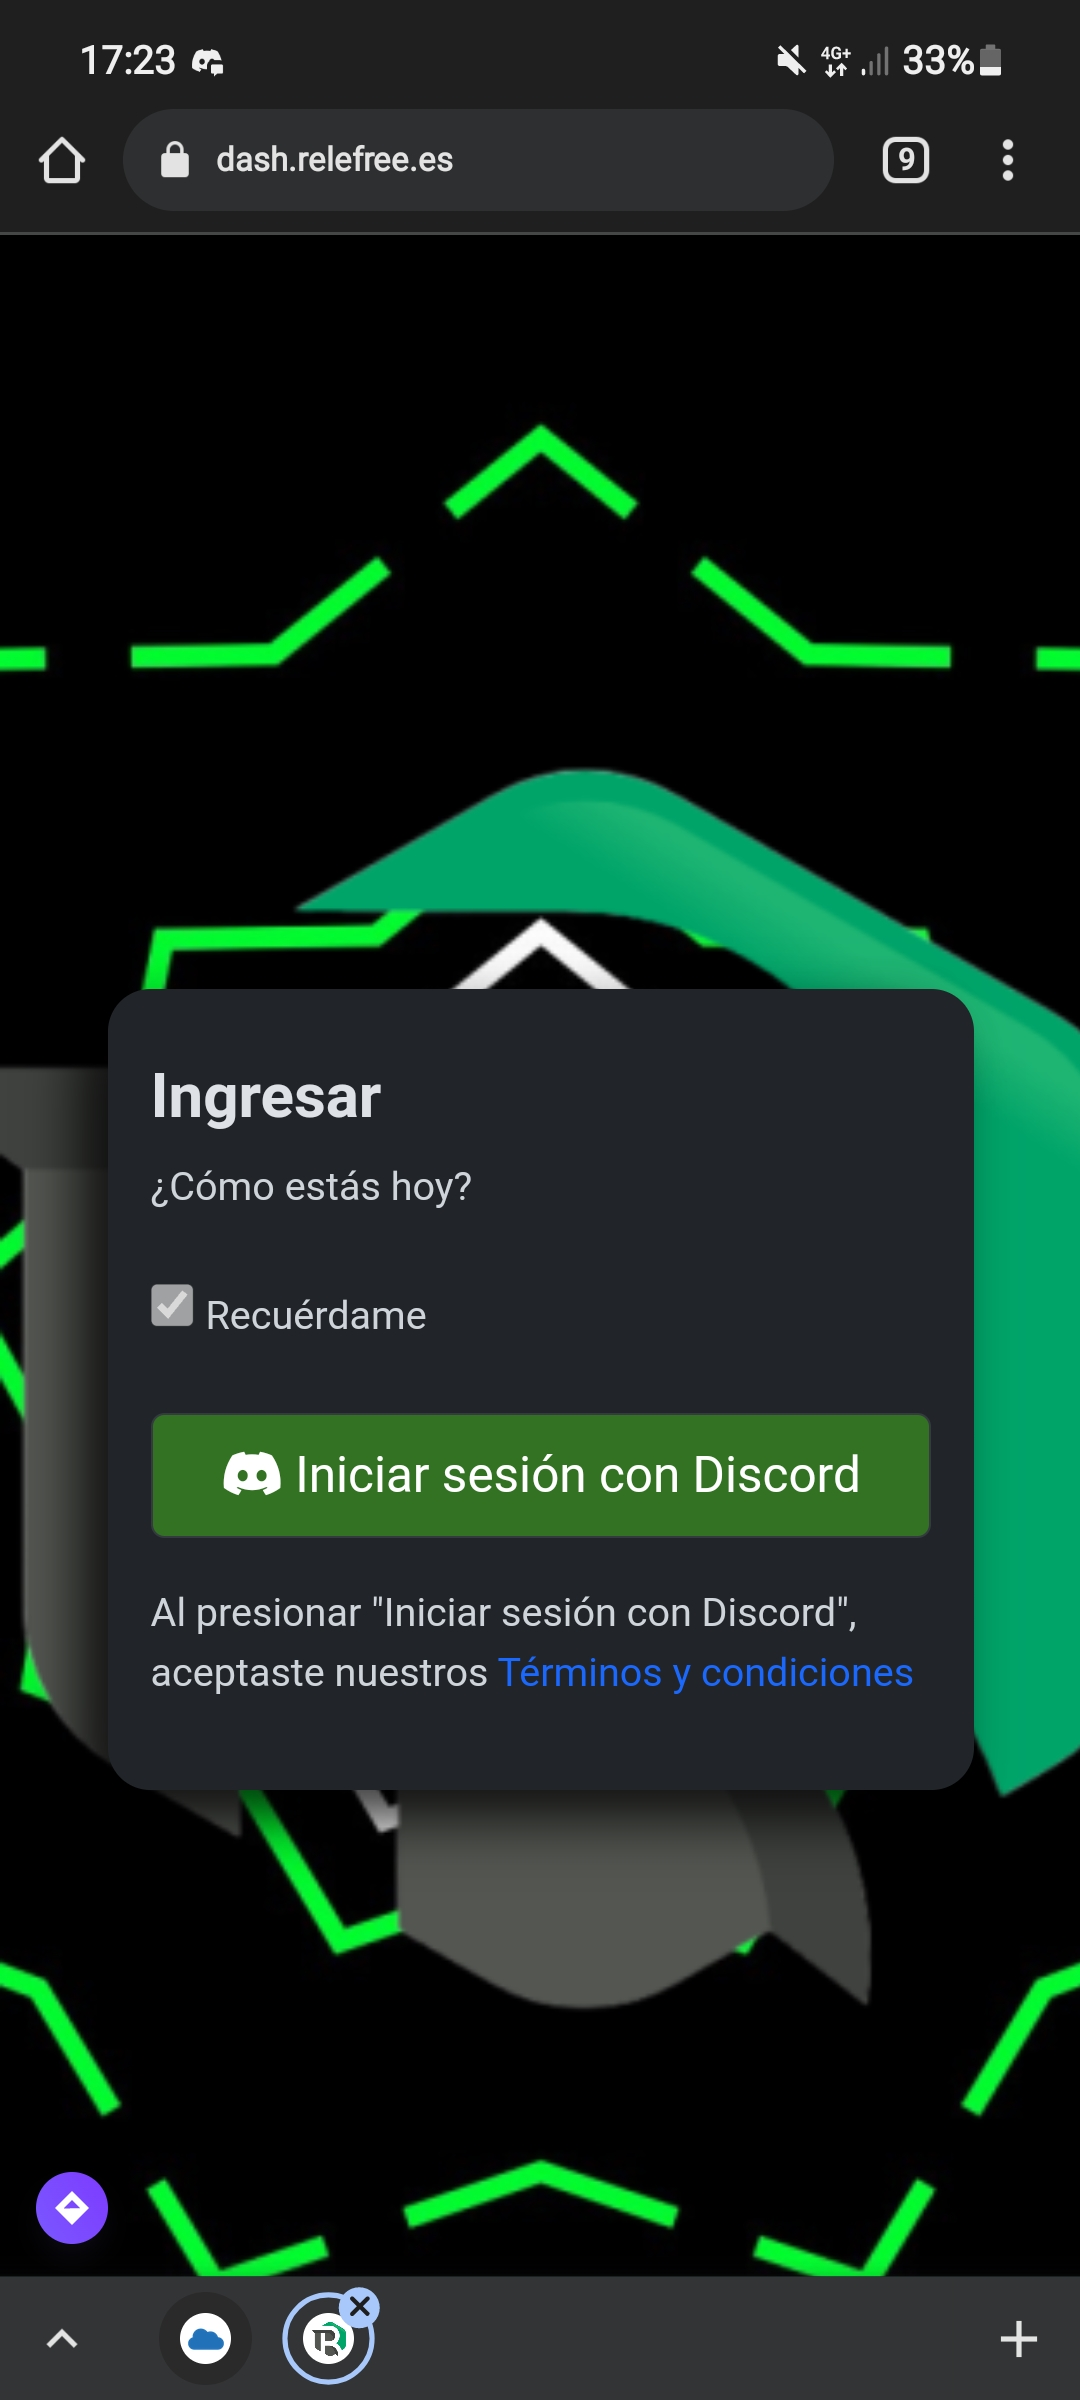 17:23
4G+
33%
dash.relefree.es
9
Ingresar
¿Cómo estás hoy?
Recuérdame
Iniciar sesión con Discord
Al presionar "Iniciar sesión con Discord",
aceptaste nuestros Términos y condiciones